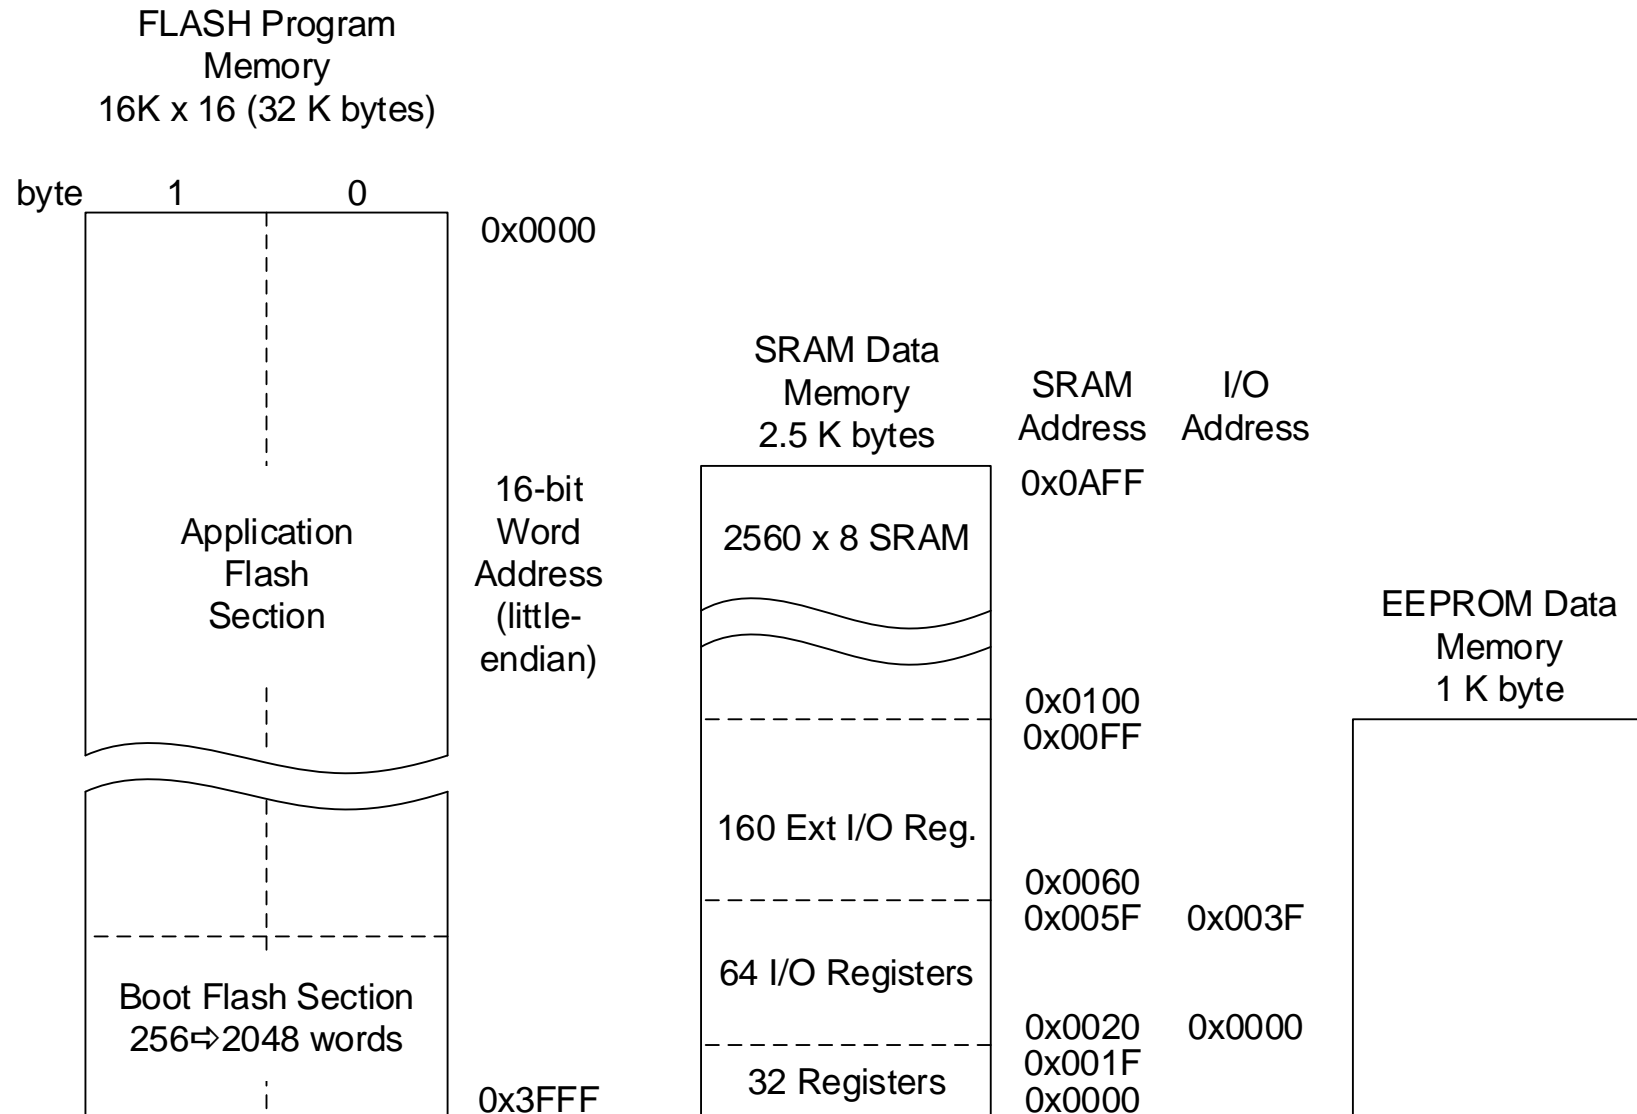 FLASH Program
Memory
16K x 16 (32 K bytes)
byte 1 0
0x0000
Application
Flash
Section
16-bit
Word
Address
(little-
endian)
Boot Flash Section
256⇨2048 words
0x3FFF
SRAM Data
Memory
2.5 K bytes
SRAM
Address
I/O
Address
0x0AFF
2560 x 8 SRAM
0x0100
0x00FF
160 Ext I/O Reg.
0x0060
0x005F 0x003F
64 I/O Registers
0x0020 0x0000
0x001F
32 Registers
0x0000
EEPROM Data
Memory
1 K byte